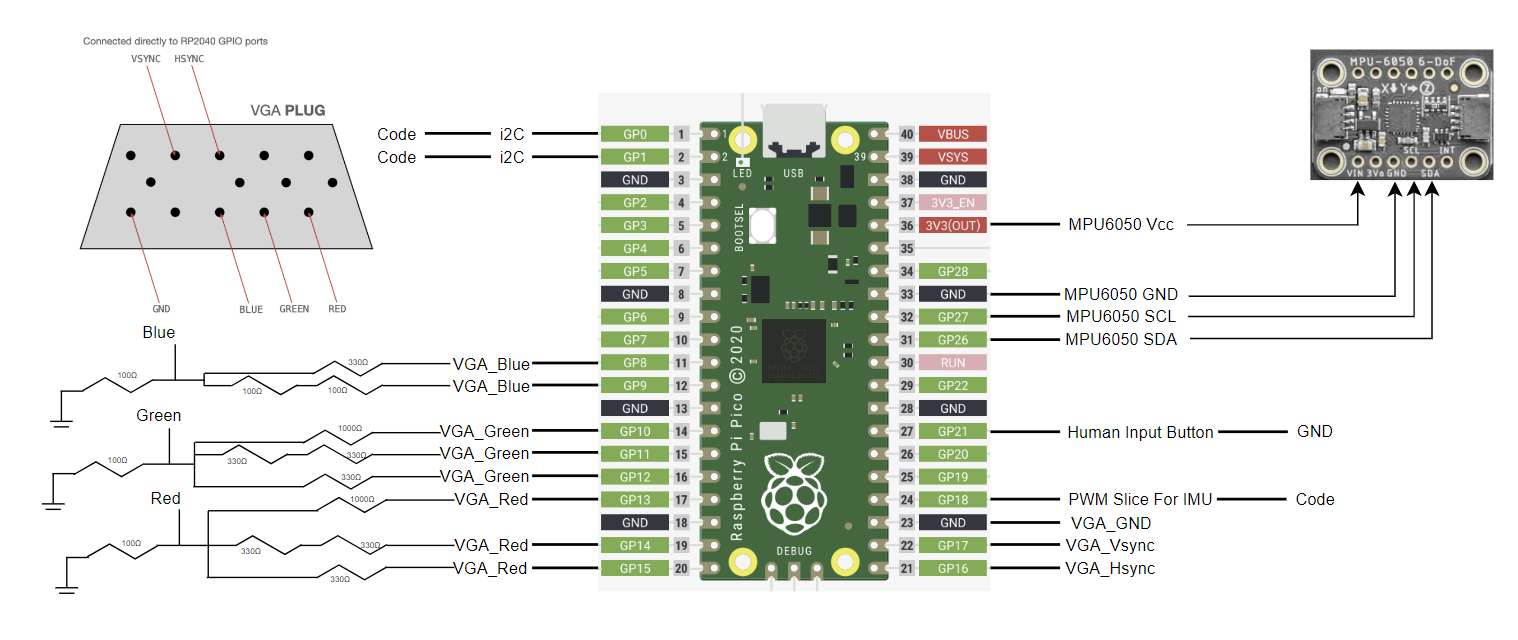 Connected directly to RP2040 GPIO ports
VSYNC HSYNC
VGA PLUG
GND BLUE GREEN RED
Code i2C GP0 1
Code i2C GP1 2
GND 3
GP2 4
GP3 5
GP4 6
GP5 7
GND 8
GP6 9
GP7 10
Blue
100Ω 330Ω VGA_Blue GP8 11
100Ω 100Ω VGA_Blue GP9 12
GND 13
Green
100Ω 1000Ω VGA_Green GP10 14
330Ω 330Ω VGA_Green GP11 15
330Ω VGA_Green GP12 16
Red
1000Ω VGA_Red GP13 17
GND 18
100Ω 330Ω 330Ω VGA_Red GP14 19
330Ω VGA_Red GP15 20
1
2
LED
USB
39
BOOTSEL
Raspberry Pi Pico © 2020
DEBUG
40 VBUS
39 VSYS
38 GND
37 3V3_EN
36 3V3(OUT) MPU6050 Vcc
35
34 GP28
33 GND MPU6050 GND
32 GP27 MPU6050 SCL
31 GP26 MPU6050 SDA
30 RUN
29 GP22
28 GND
27 GP21 Human Input Button GND
26 GP20
25 GP19
24 GP18 PWM Slice For IMU Code
23 GND VGA_GND
22 GP17 VGA_Vsync
21 GP16 VGA_Hsync
MPU-6050 6-DoF
on X Y Z
SCL INT
VIN 3Vo GND SDA